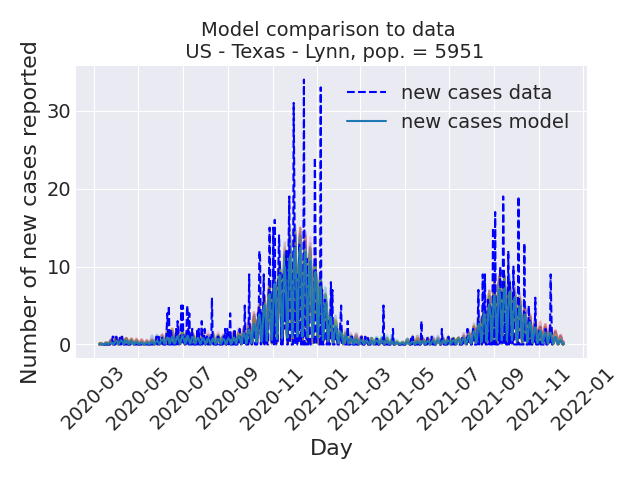 Model comparison to data
US - Texas - Lynn, pop. = 5951
new cases data
new cases model
Number of new cases reported
30
20
10
0
2020-03
2020-05
2020-07
2020-09
2020-11
2021-01
2021-03
2021-05
2021-07
2021-09
2021-11
2022-01
Day